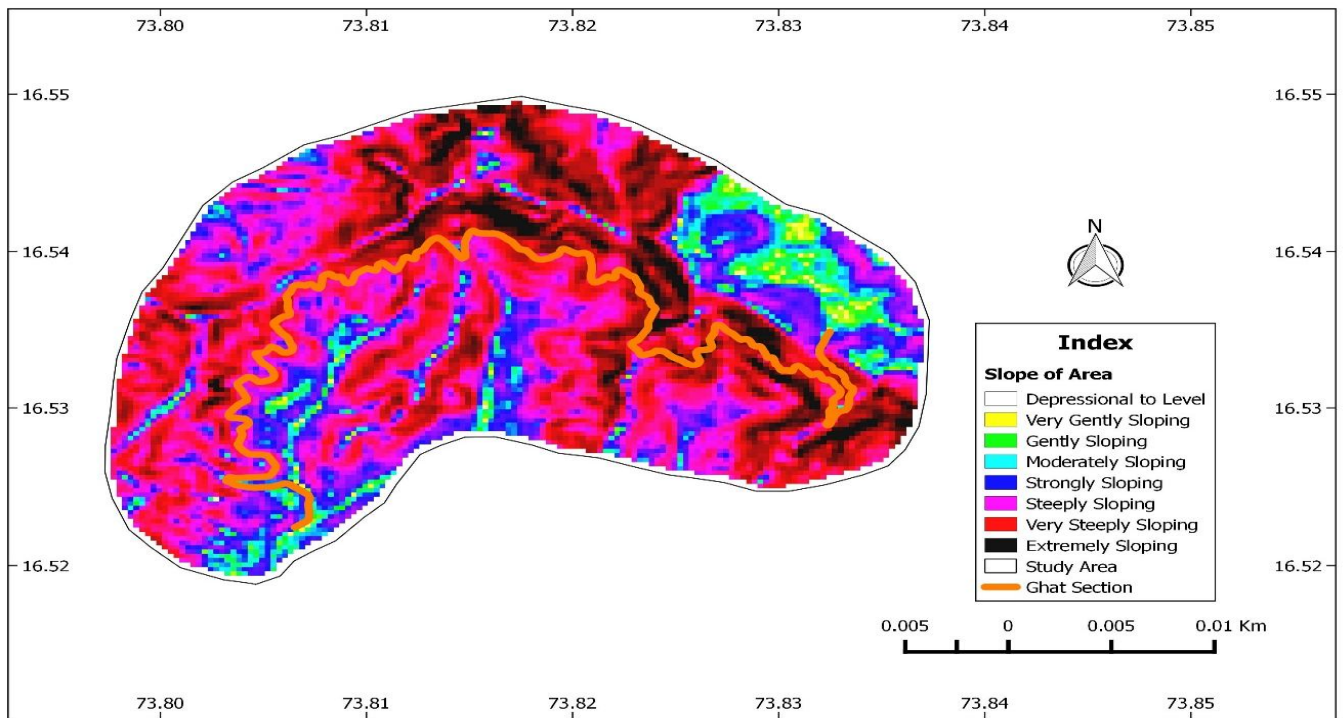 73.80 73.81 73.82 73.83 73.84 73.85
16.55 16.55
N
16.54 16.54
Index
Slope of Area
Depressional to Level
Very Gently Sloping
Gently Sloping
Moderately Sloping
Strongly Sloping
Steeply Sloping
Very Steeply Sloping
Extremely Sloping
Study Area
Ghat Section
16.53 16.53
16.52 16.52
0.005 0 0.005 0.01 Km
73.80 73.81 73.82 73.83 73.84 73.85